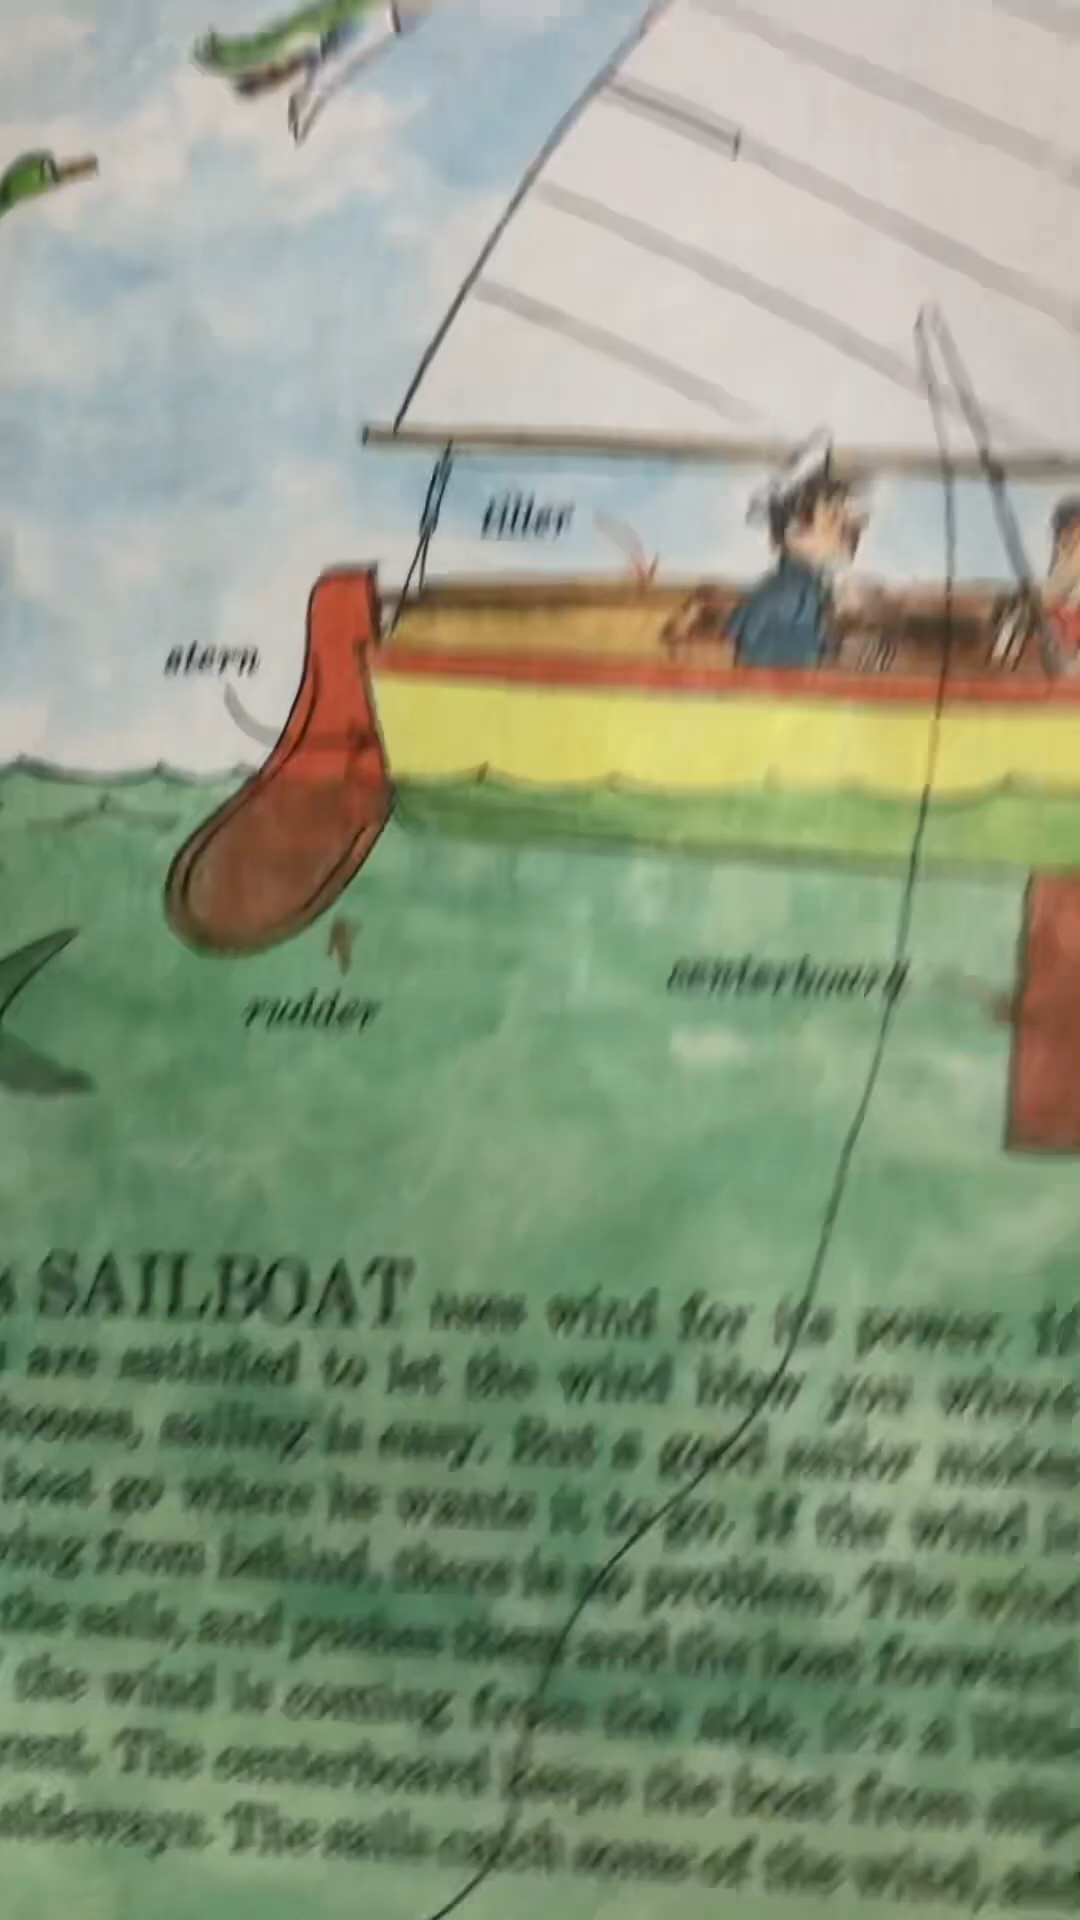 tiller
stern
centerboard
rudder
A SAILBOAT uses wind for its power. If
are satisfied to let the wind blow you where
sailing is easy. But a good sailor makes
boat go where he wants it to go. If the wind is
from behind, there is no problem. The wind
the sails, and pushes them and the boat forward.
the wind is coming from the side, it's a little
The centerboard keeps the boat from
sideways. The sails catch some of the wind,